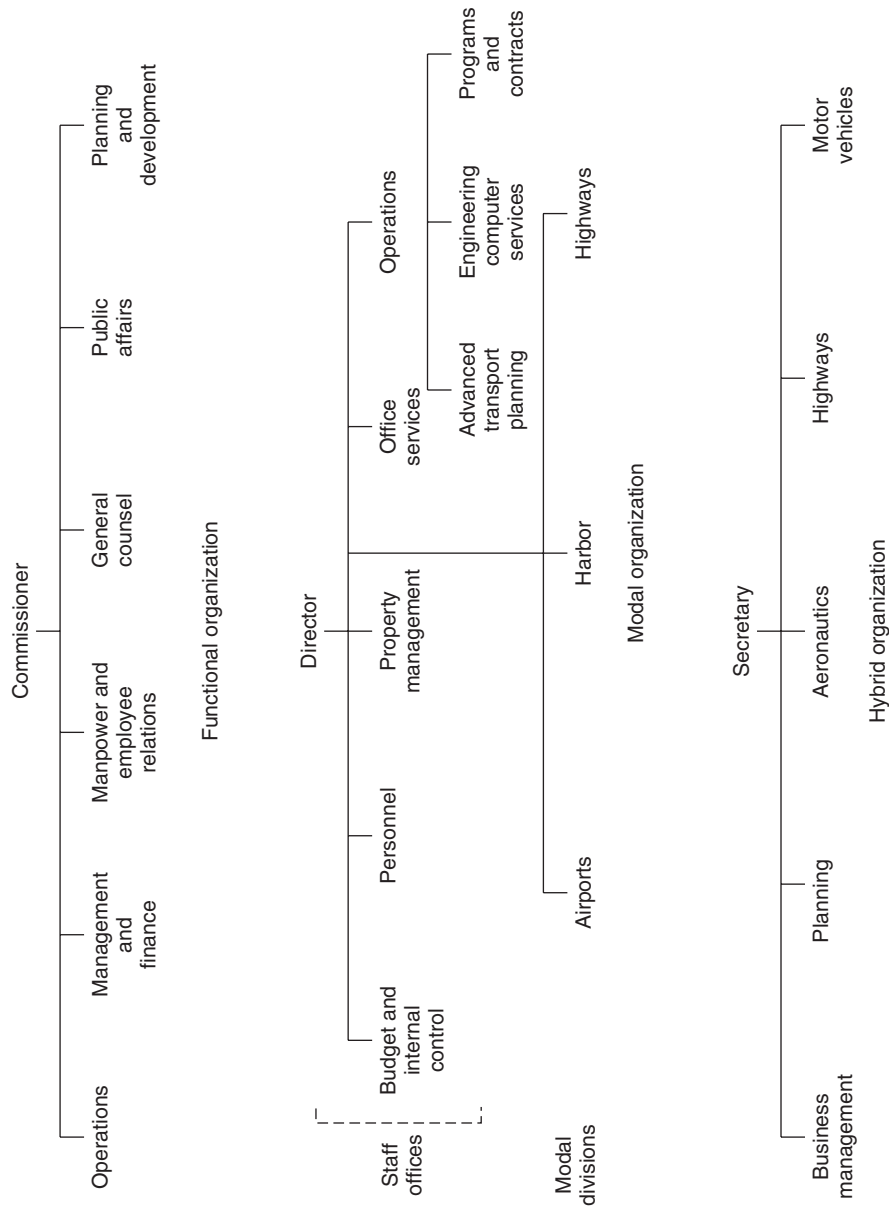 Commissioner
Operations
Management
and
finance
Manpower and
employee
relations
General
counsel
Public
affairs
Planning
and
development
Functional organization
Director
Staff
offices
Budget and
internal
control
Personnel
Property
management
Office
services
Operations
Advanced
transport
planning
Engineering
computer
services
Programs
and
contracts
Modal
divisions
Airports
Harbor
Highways
Modal organization
Secretary
Business
management
Planning
Aeronautics
Highways
Motor
vehicles
Hybrid organization